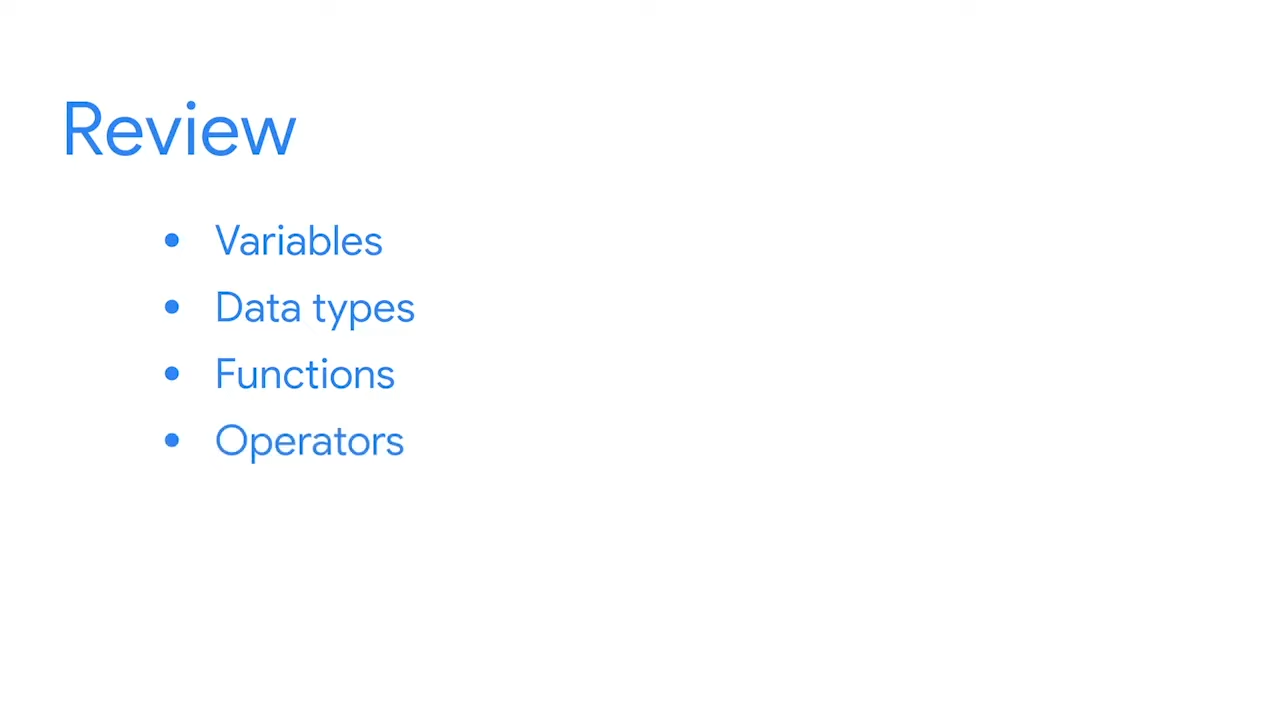 Review
• Variables
• Data types
• Functions
• Operators